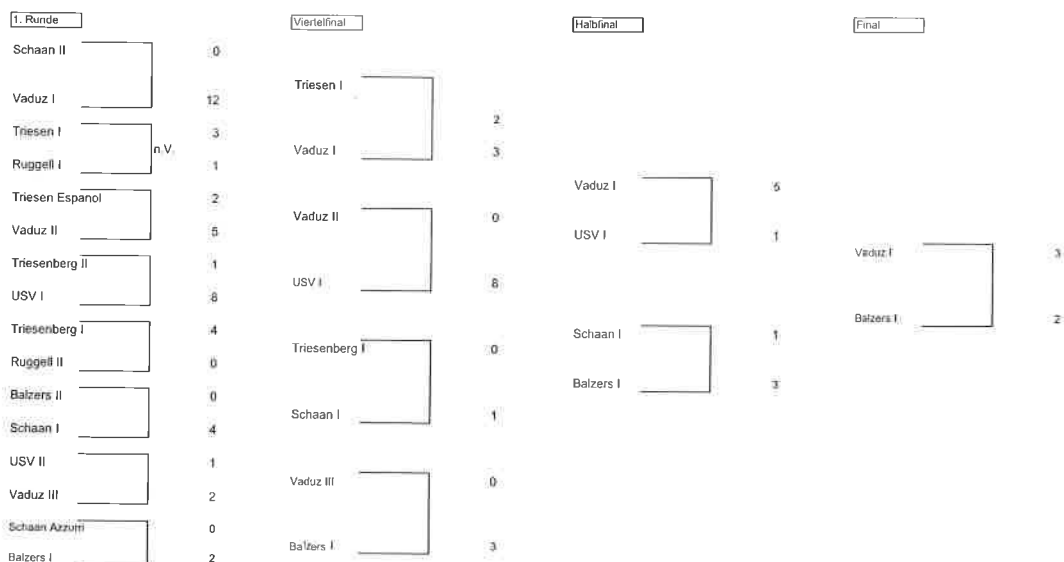 1. Runde
Schaan II 0
Vaduz I 12
Triesen I 3
n.V.
Ruggell I 1
Triesen Espanol 2
Vaduz II 5
Triesenberg II 1
USV I 8
Triesenberg I 4
Ruggell II 0
Balzers II 0
Schaan I 4
USV II 1
Vaduz III 2
Schaan Azzurri 0
Balzers I 2
Viertelfinal
Triesen I 2
Vaduz I 3
Vaduz II 0
USV I 8
Triesenberg I 0
Schaan I 1
Vaduz III 0
Balzers I 3
Halbfinal
Vaduz I 5
USV I 1
Schaan I 1
Balzers I 3
Final
Vaduz I 3
Balzers I 2